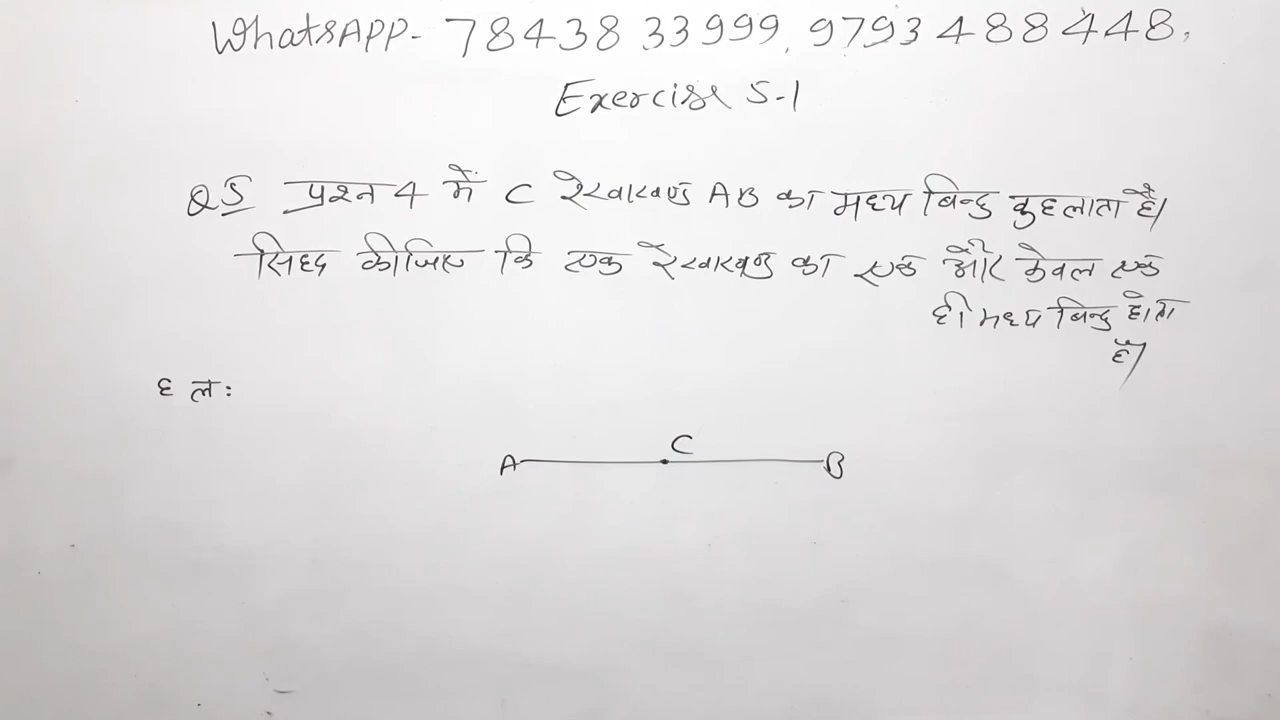 WhatsAPP- 78438 33999, 9793488448,
Exercise 5-1
Q5 प्रश्न 4 में C रेखाखण्ड AB का मध्य बिन्दु कहलाता है।
सिद्ध कीजिए कि एक रेखाखण्ड का एक और केवल एक
ही मध्य बिन्दु होता
है।
हल:
C
A B